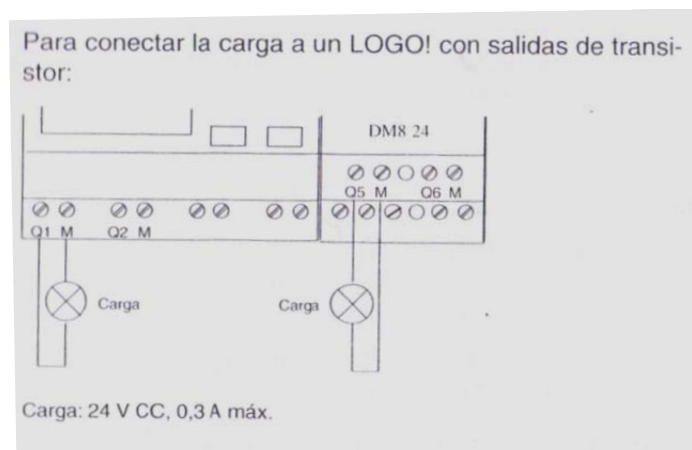 Para conectar la carga a un LOGO! con salidas de transi-
stor:
DM8 24
Q5 M Q6 M
Q1 M Q2 M
Carga Carga
Carga: 24 V CC, 0,3 A máx.